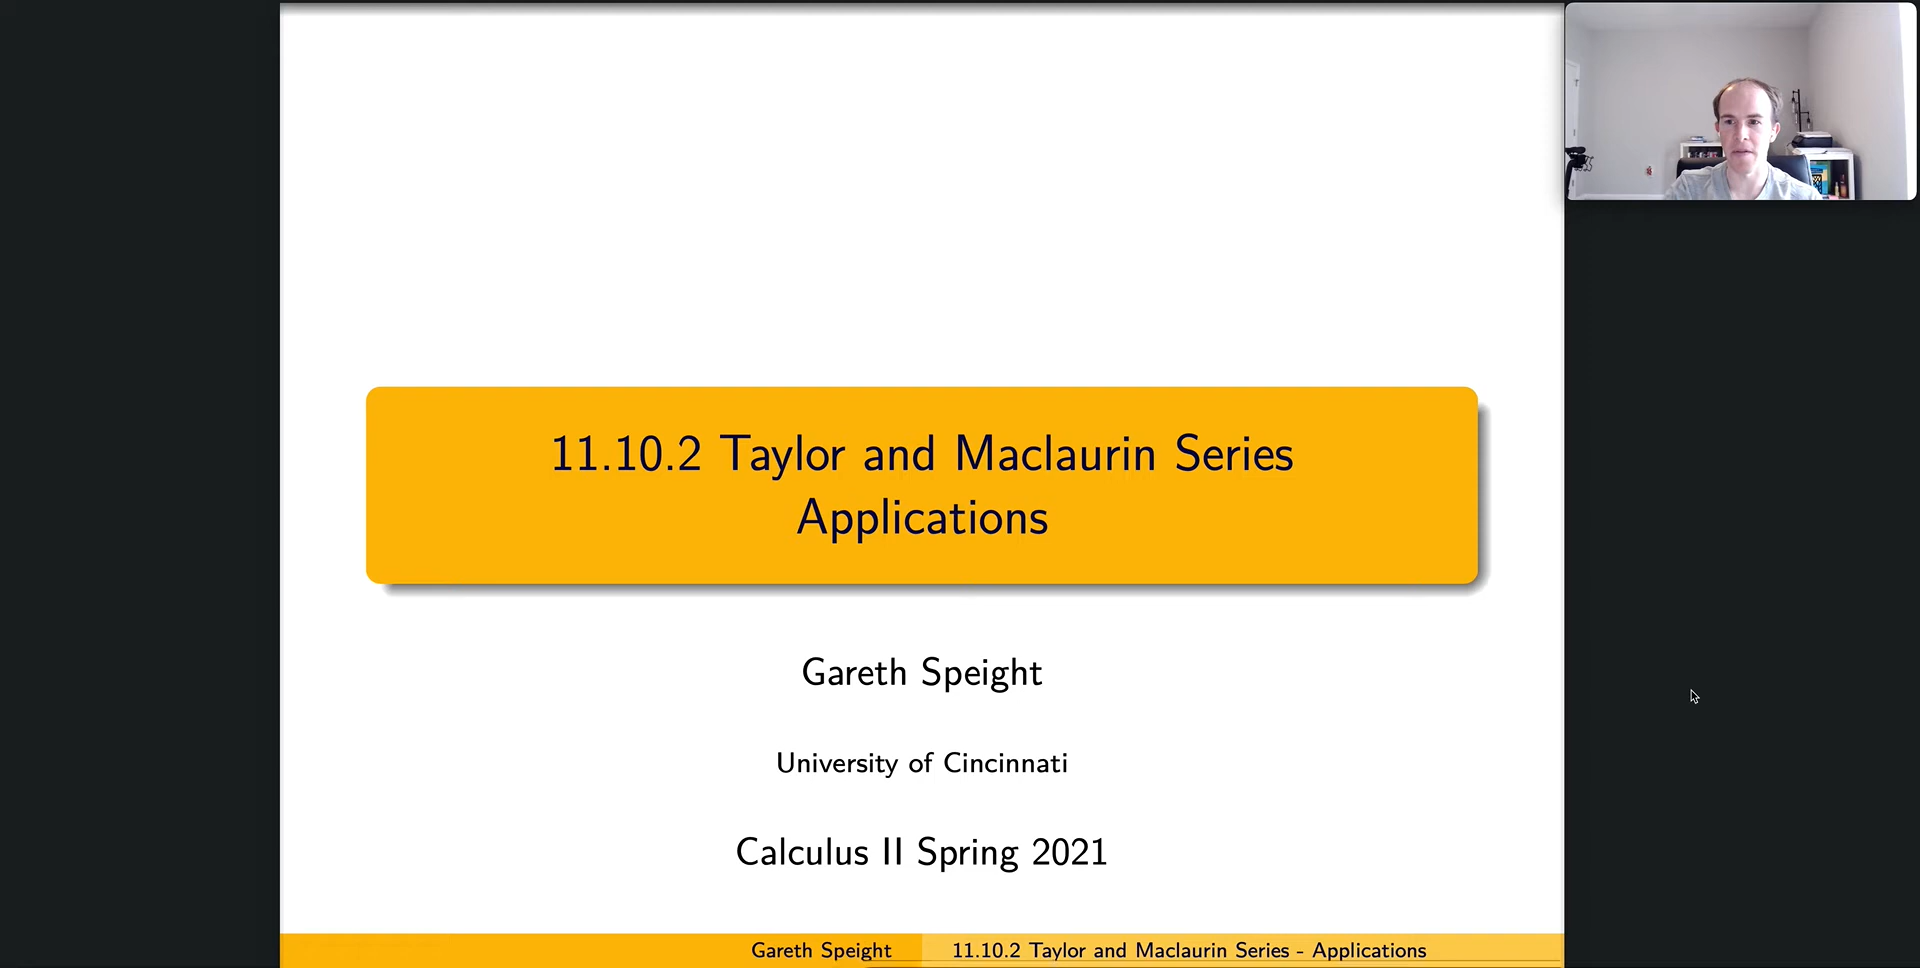 11.10.2 Taylor and Maclaurin Series
Applications
Gareth Speight
University of Cincinnati
Calculus II Spring 2021
Gareth Speight
11.10.2 Taylor and Maclaurin Series - Applications